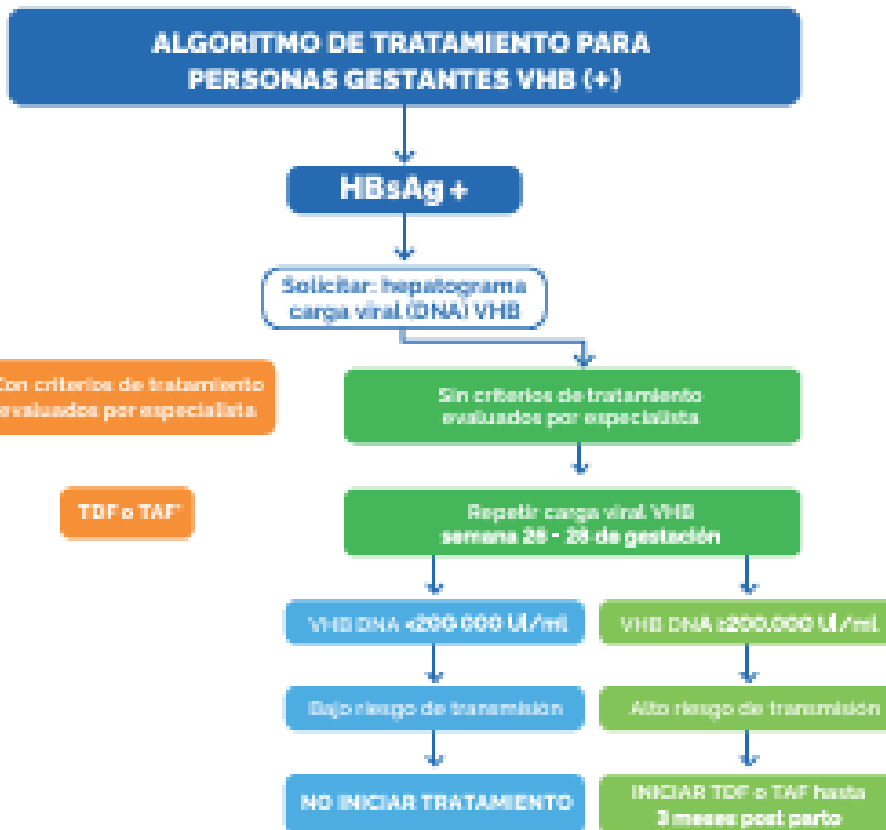 ALGORITMO DE TRATAMIENTO PARA
PERSONAS GESTANTES VHB (+)
HBsAg +
Solicitar: hepatograma
carga viral (DNA) VHB
Con criterios de tratamiento
evaluados por especialista
Sin criterios de tratamiento
evaluados por especialista
TDF o TAF*
Repetir carga viral VHB
semana - 28 de gestación
VHB DNA <200.000 UI/ml
VHB DNA ≥200.000 UI/ml
Bajo riesgo de transmisión
Alto riesgo de transmisión
NO INICIAR TRATAMIENTO
INICIAR TDF o TAF hasta
3 meses post parto